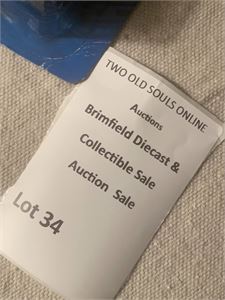 TWO OLD SOULS ONLINE
Auctions
Brimfield Diecast &
Collectible Sale
Auction Sale
Lot 34